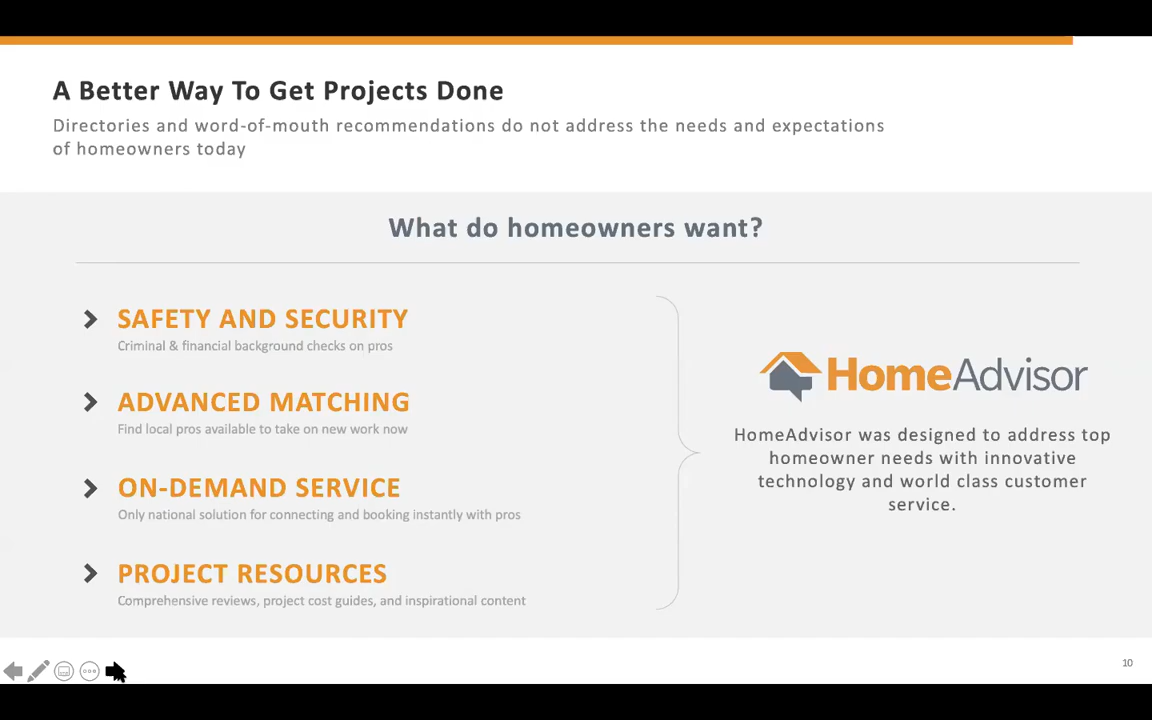 A Better Way To Get Projects Done
Directories and word-of-mouth recommendations do not address the needs and expectations
of homeowners today
What do homeowners want?
SAFETY AND SECURITY
Criminal & financial background checks on pros
ADVANCED MATCHING
Find local pros available to take on new work now
ON-DEMAND SERVICE
Only national solution for connecting and booking instantly with pros
PROJECT RESOURCES
Comprehensive reviews, project cost guides, and inspirational content
HomeAdvisor
HomeAdvisor was designed to address top
homeowner needs with innovative
technology and world class customer
service.
10